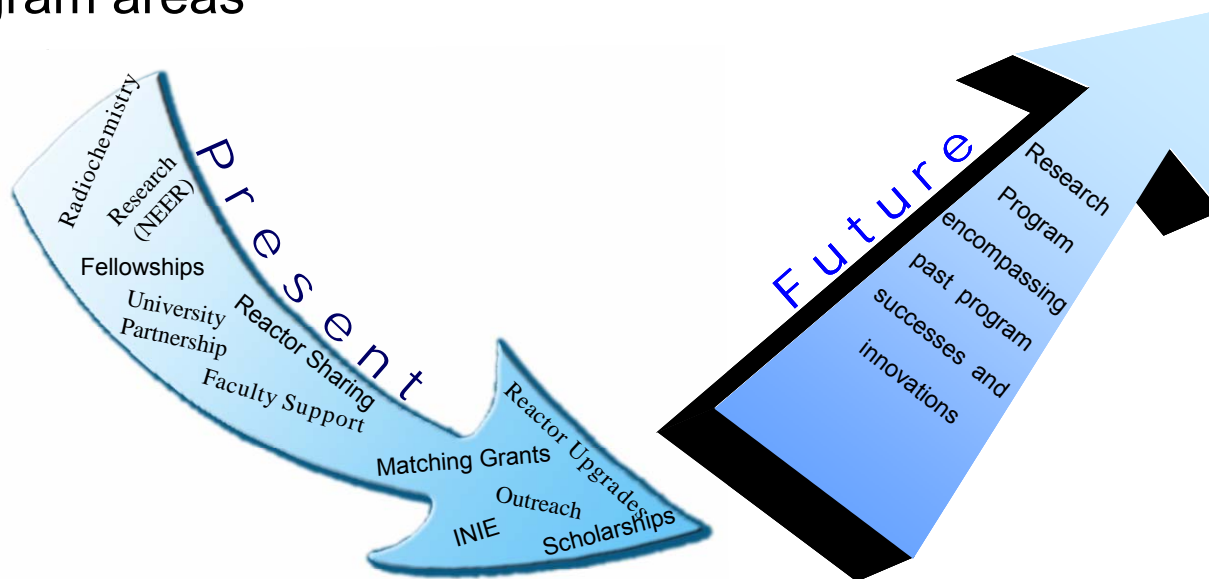 gram areas
Radiochemistry
Research
(NEER)
Fellowships
University
Partnership
Reactor Sharing
Faculty Support
Matching Grants
Reactor Upgrades
Outreach
INIE
Scholarships
Present
Future
Research
Program
encompassing
past program
successes and
innovations